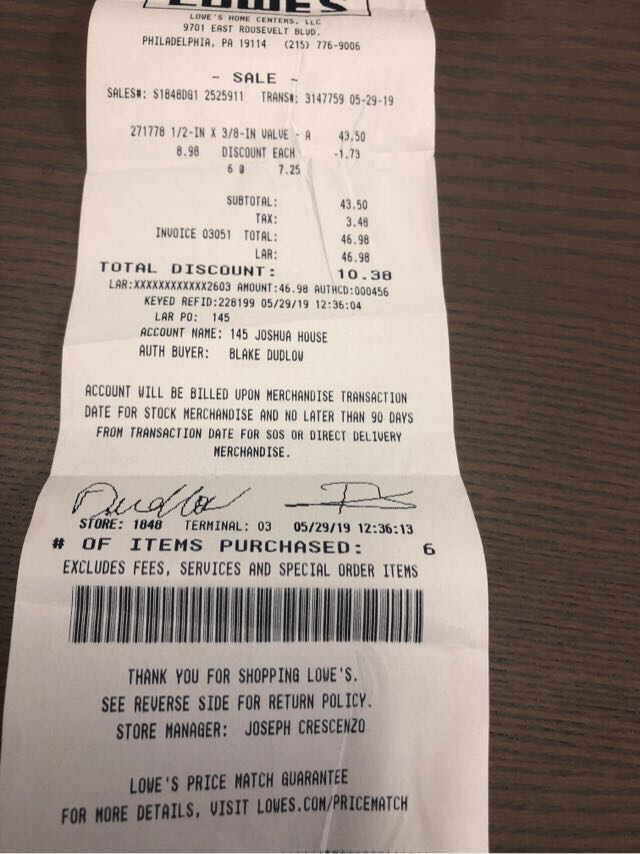 LOWE'S
LOWE'S HOME CENTERS, LLC
9701 EAST ROOSEVELT BLVD.
PHILADELPHIA, PA 19114 (215) 776-9006
- SALE -
SALES#: S1848DG1 2525911 TRANS#: 3147759 05-29-19
271778 1/2-IN X 3/8-IN VALVE - A 43.50
8.98 DISCOUNT EACH -1.73
6 @ 7.25
SUBTOTAL: 43.50
TAX: 3.48
INVOICE 03051 TOTAL: 46.98
LAR: 46.98
TOTAL DISCOUNT: 10.38
LAR:XXXXXXXXXXXX2603 AMOUNT:46.98 AUTHCD:000456
KEYED REFID:228199 05/29/19 12:36:04
LAR PO: 145
ACCOUNT NAME: 145 JOSHUA HOUSE
AUTH BUYER: BLAKE DUDLOW
ACCOUNT WILL BE BILLED UPON MERCHANDISE TRANSACTION
DATE FOR STOCK MERCHANDISE AND NO LATER THAN 90 DAYS
FROM TRANSACTION DATE FOR SOS OR DIRECT DELIVERY
MERCHANDISE.
STORE: 1848 TERMINAL: 03 05/29/19 12:36:13
# OF ITEMS PURCHASED: 6
EXCLUDES FEES, SERVICES AND SPECIAL ORDER ITEMS
THANK YOU FOR SHOPPING LOWE'S.
SEE REVERSE SIDE FOR RETURN POLICY.
STORE MANAGER: JOSEPH CRESCENZO
LOWE'S PRICE MATCH GUARANTEE
FOR MORE DETAILS, VISIT LOWES.COM/PRICEMATCH